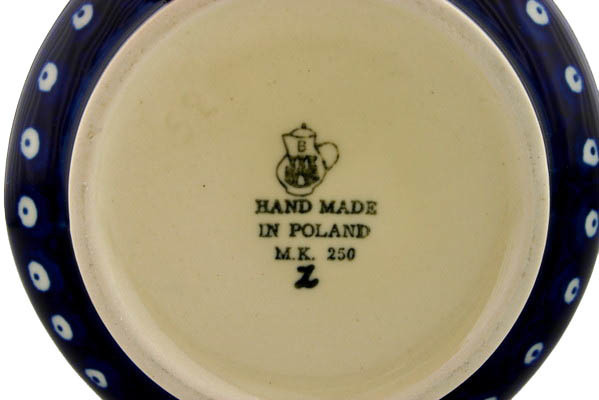 B
HAND MADE
IN POLAND
M.K. 250
Z